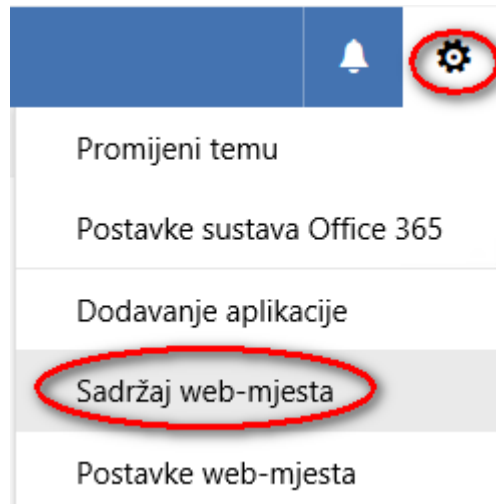 Promijeni temu
Postavke sustava Office 365
Dodavanje aplikacije
Sadržaj web-mjesta
Postavke web-mjesta